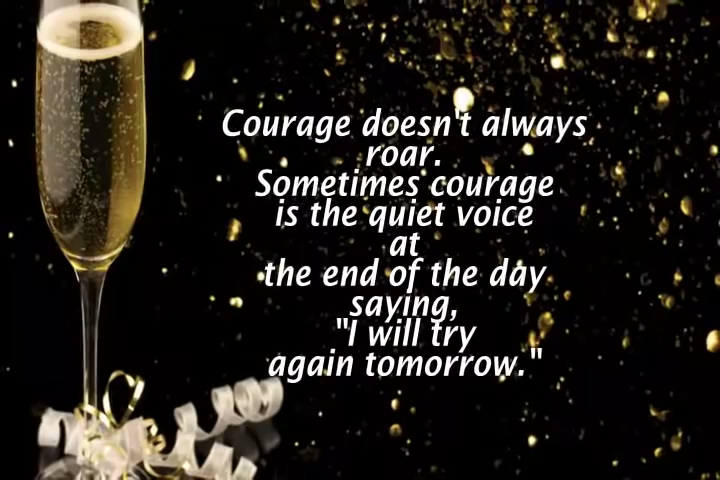 Courage doesn't always
roar.
Sometimes courage
is the quiet voice
at
the end of the day
saying,
"I will try
again tomorrow."